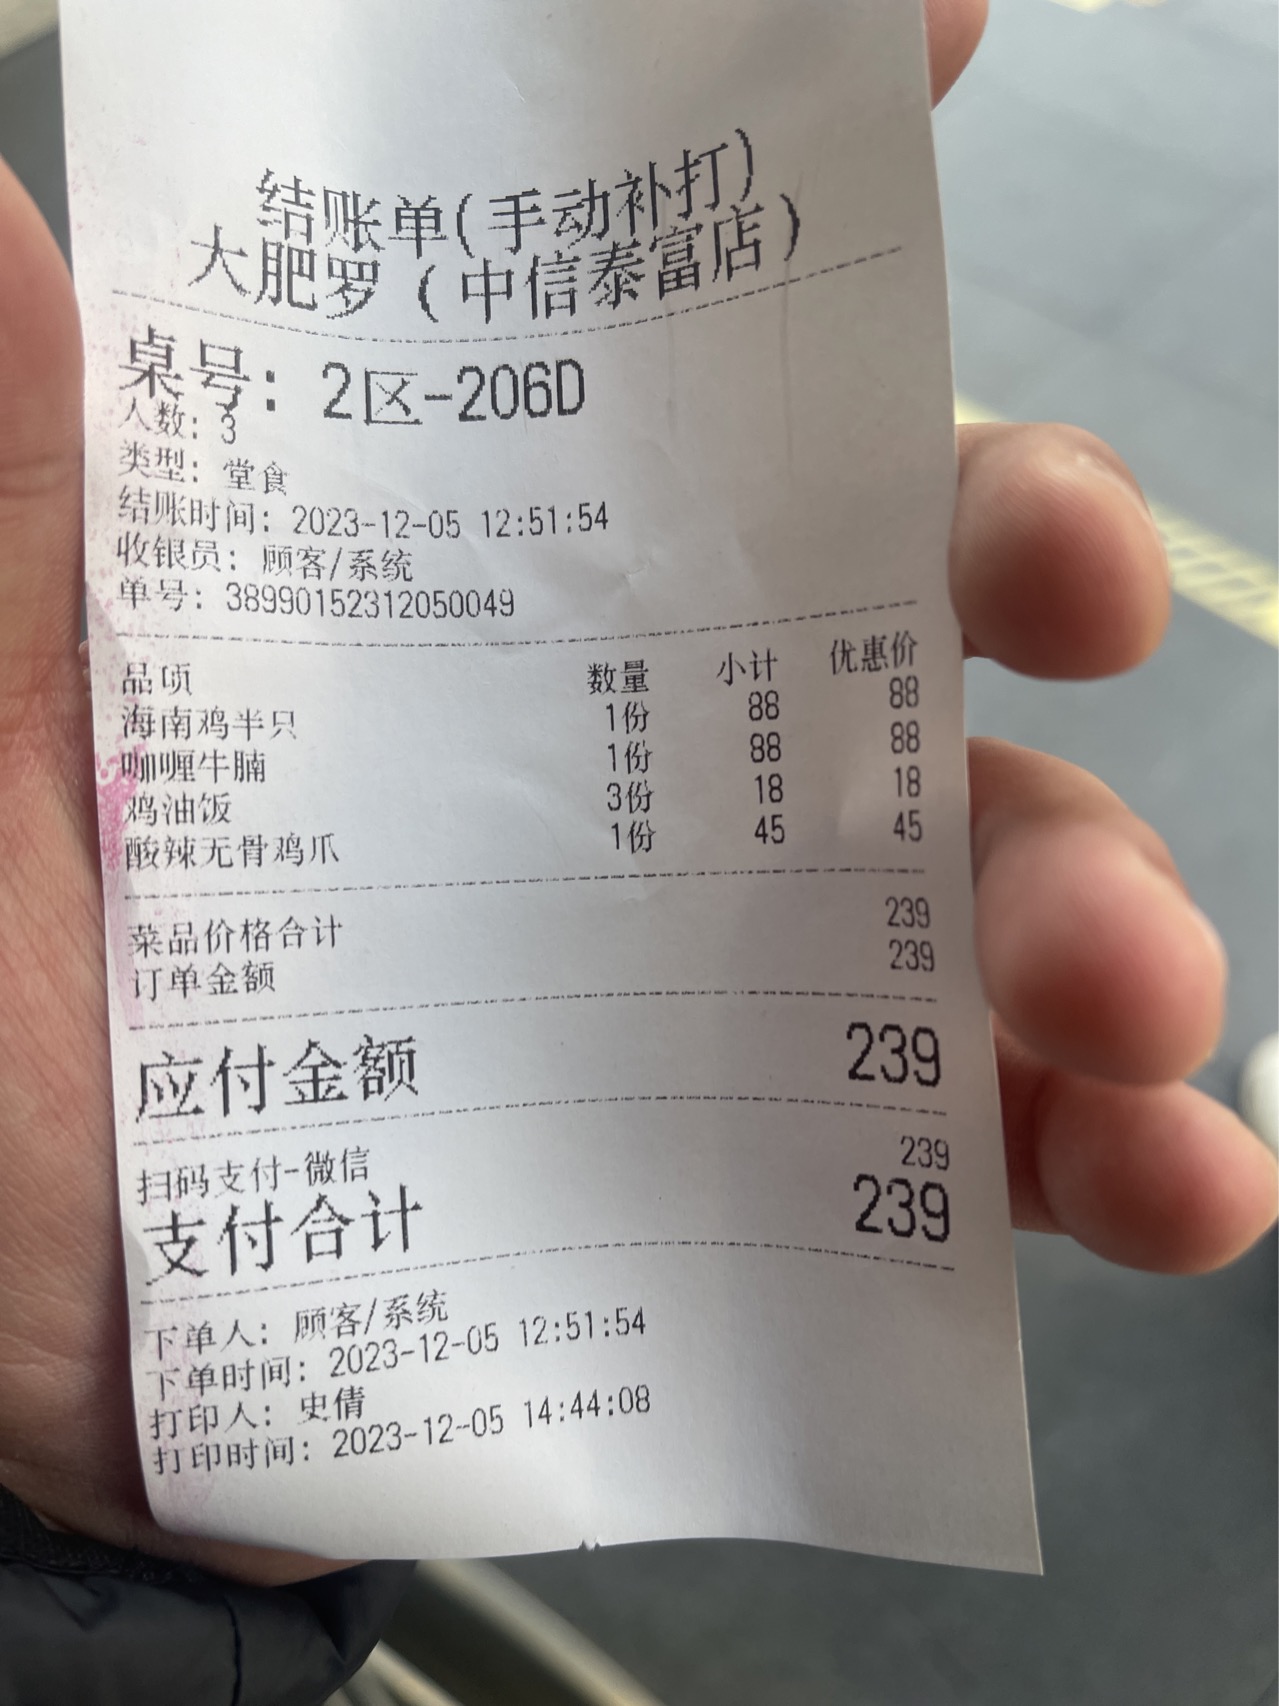 结账单(手动补打)
大肥罗（中信泰富店）
桌号：2区-206D
人数：3
类型：堂食
结账时间：2023-12-05 12:51:54
收银员：顾客/系统
单号：38990152312050049
品项 数量 小计 优惠价
海南鸡半只 1份 88 88
咖喱牛腩 1份 88 88
鸡油饭 3份 18 18
酸辣无骨鸡爪 1份 45 45
菜品价格合计 239
订单金额 239
应付金额 239
扫码支付-微信 239
支付合计 239
下单人：顾客/系统
下单时间：2023-12-05 12:51:54
打印人：史倩
打印时间：2023-12-05 14:44:08